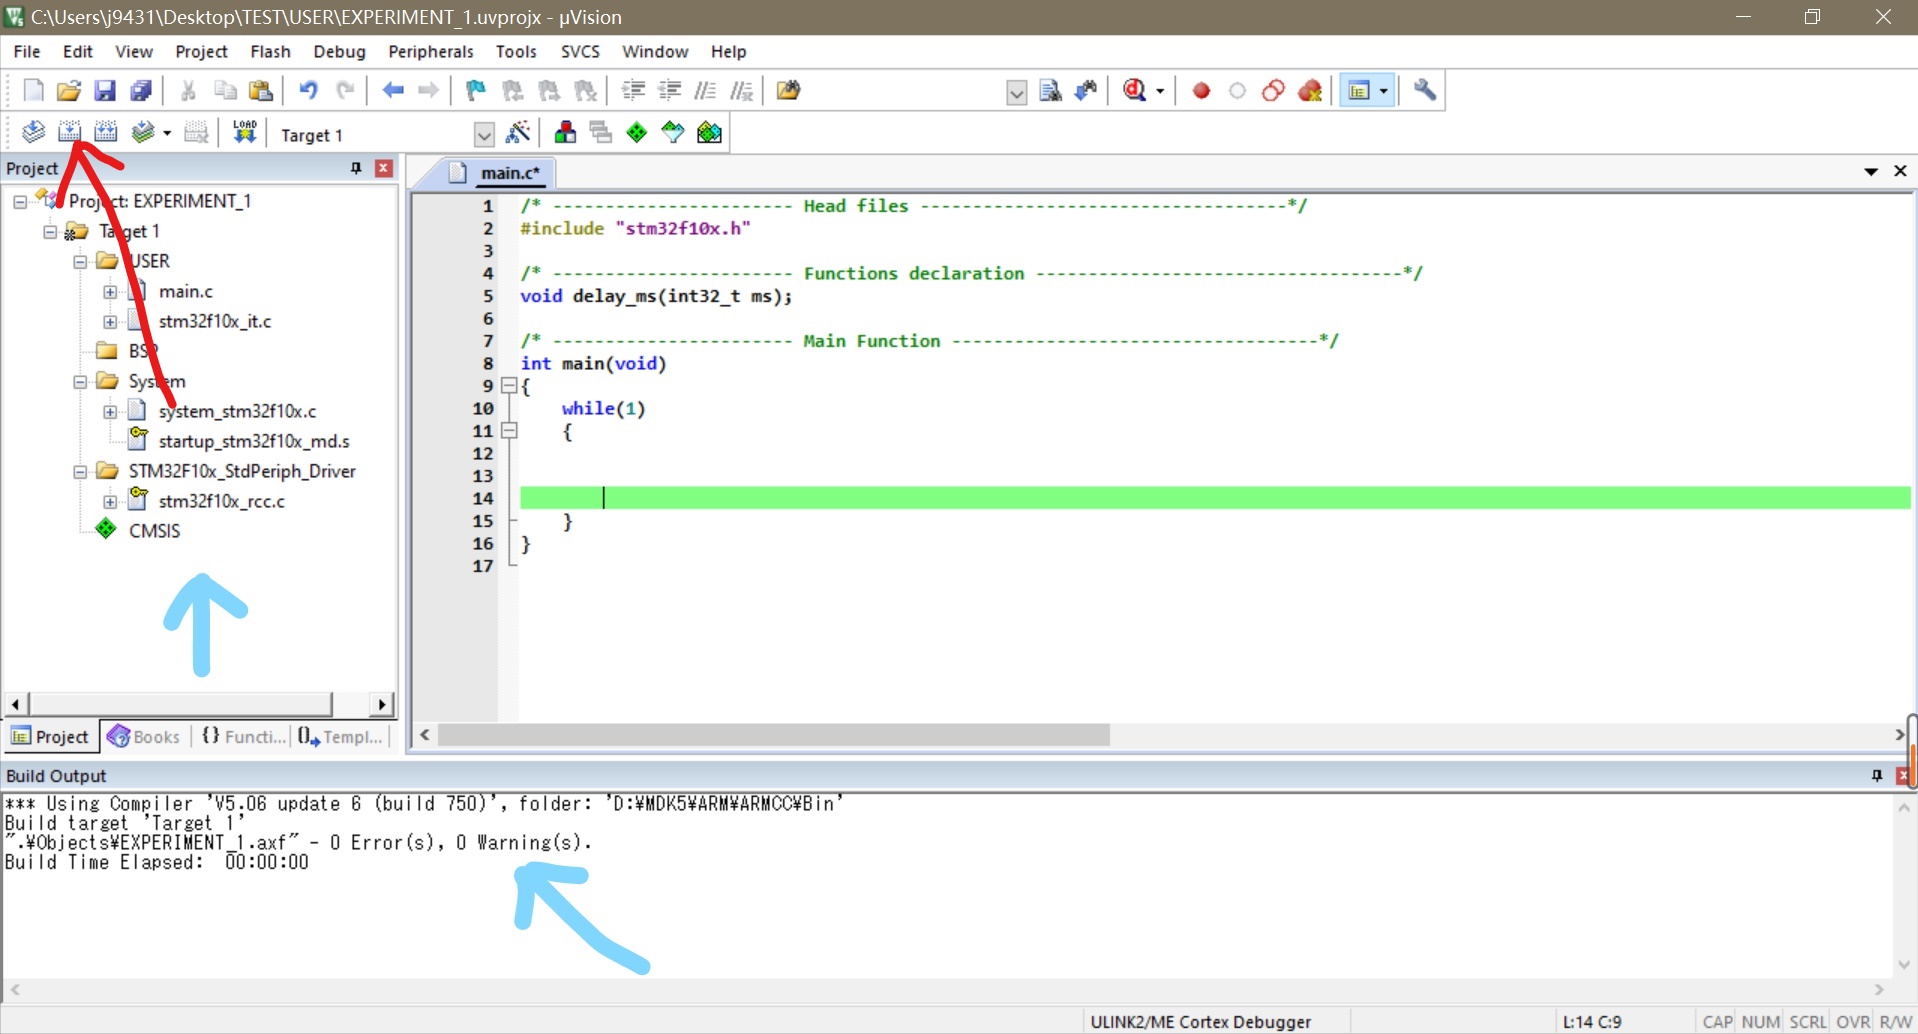 C:\Users\j9431\Desktop\TEST\USER\EXPERIMENT_1.uvprojx - µVision
File Edit View Project Flash Debug Peripherals Tools SVCS Window Help
LOAD Target 1
Project
main.c*
Project: EXPERIMENT_1
Target 1
USER
main.c
stm32f10x_it.c
BSP
System
system_stm32f10x.c
startup_stm32f10x_md.s
STM32F10x_StdPeriph_Driver
stm32f10x_rcc.c
CMSIS
Project Books {} Functi... Templ...
1 /* ----------------------- Head files -----------------------------------*/
2 #include "stm32f10x.h"
3
4 /* ----------------------- Functions declaration -----------------------------------*/
5 void delay_ms(int32_t ms);
6
7 /* ----------------------- Main Function -----------------------------------*/
8 int main(void)
9 {
10 while(1)
11 {
12
13
14
15 }
16 }
17
Build Output
*** Using Compiler 'V5.06 update 6 (build 750)', folder: 'D:¥MDK5¥ARM¥ARMCC¥Bin'
Build target 'Target 1'
".¥Objects¥EXPERIMENT_1.axf" - 0 Error(s), 0 Warning(s).
Build Time Elapsed: 00:00:00
ULINK2/ME Cortex Debugger L:14 C:9 CAP NUM SCRL OVR R/W